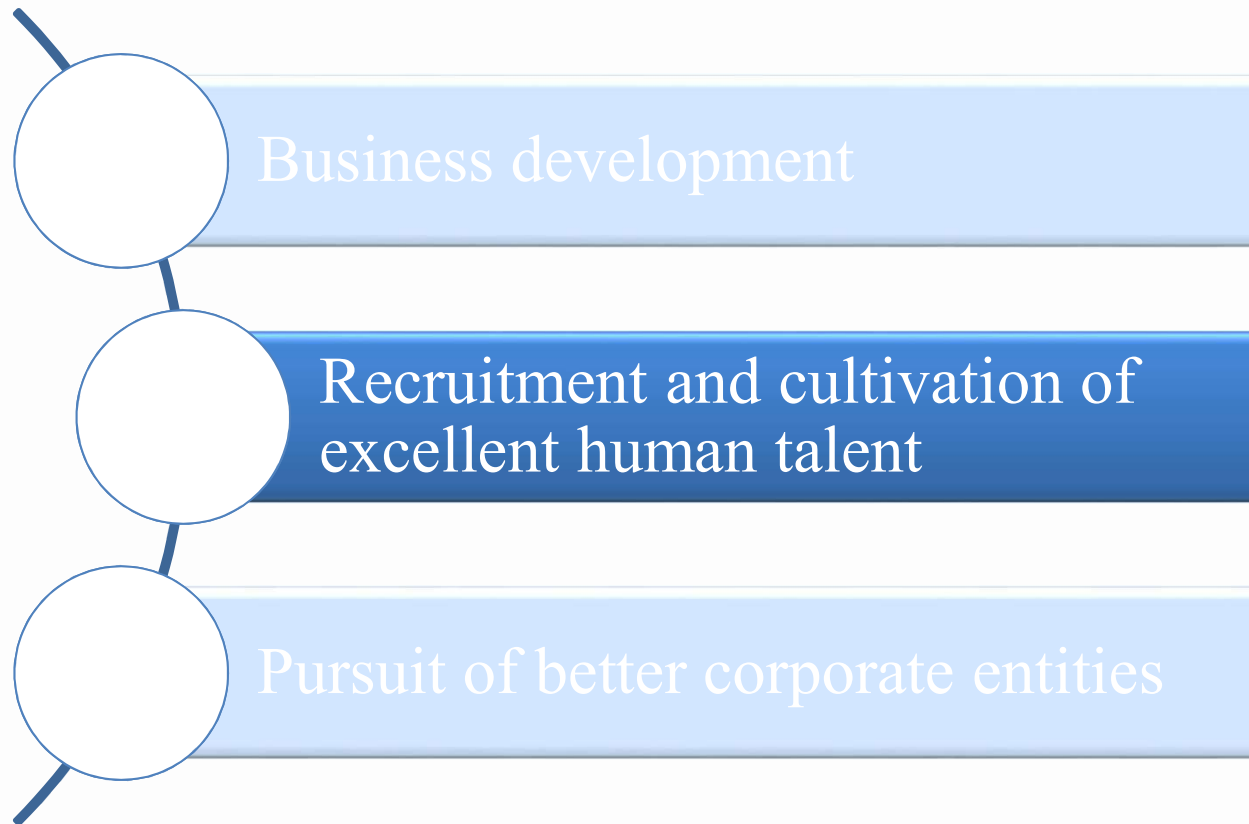 Business development
Recruitment and cultivation of
excellent human talent
Pursuit of better corporate entities